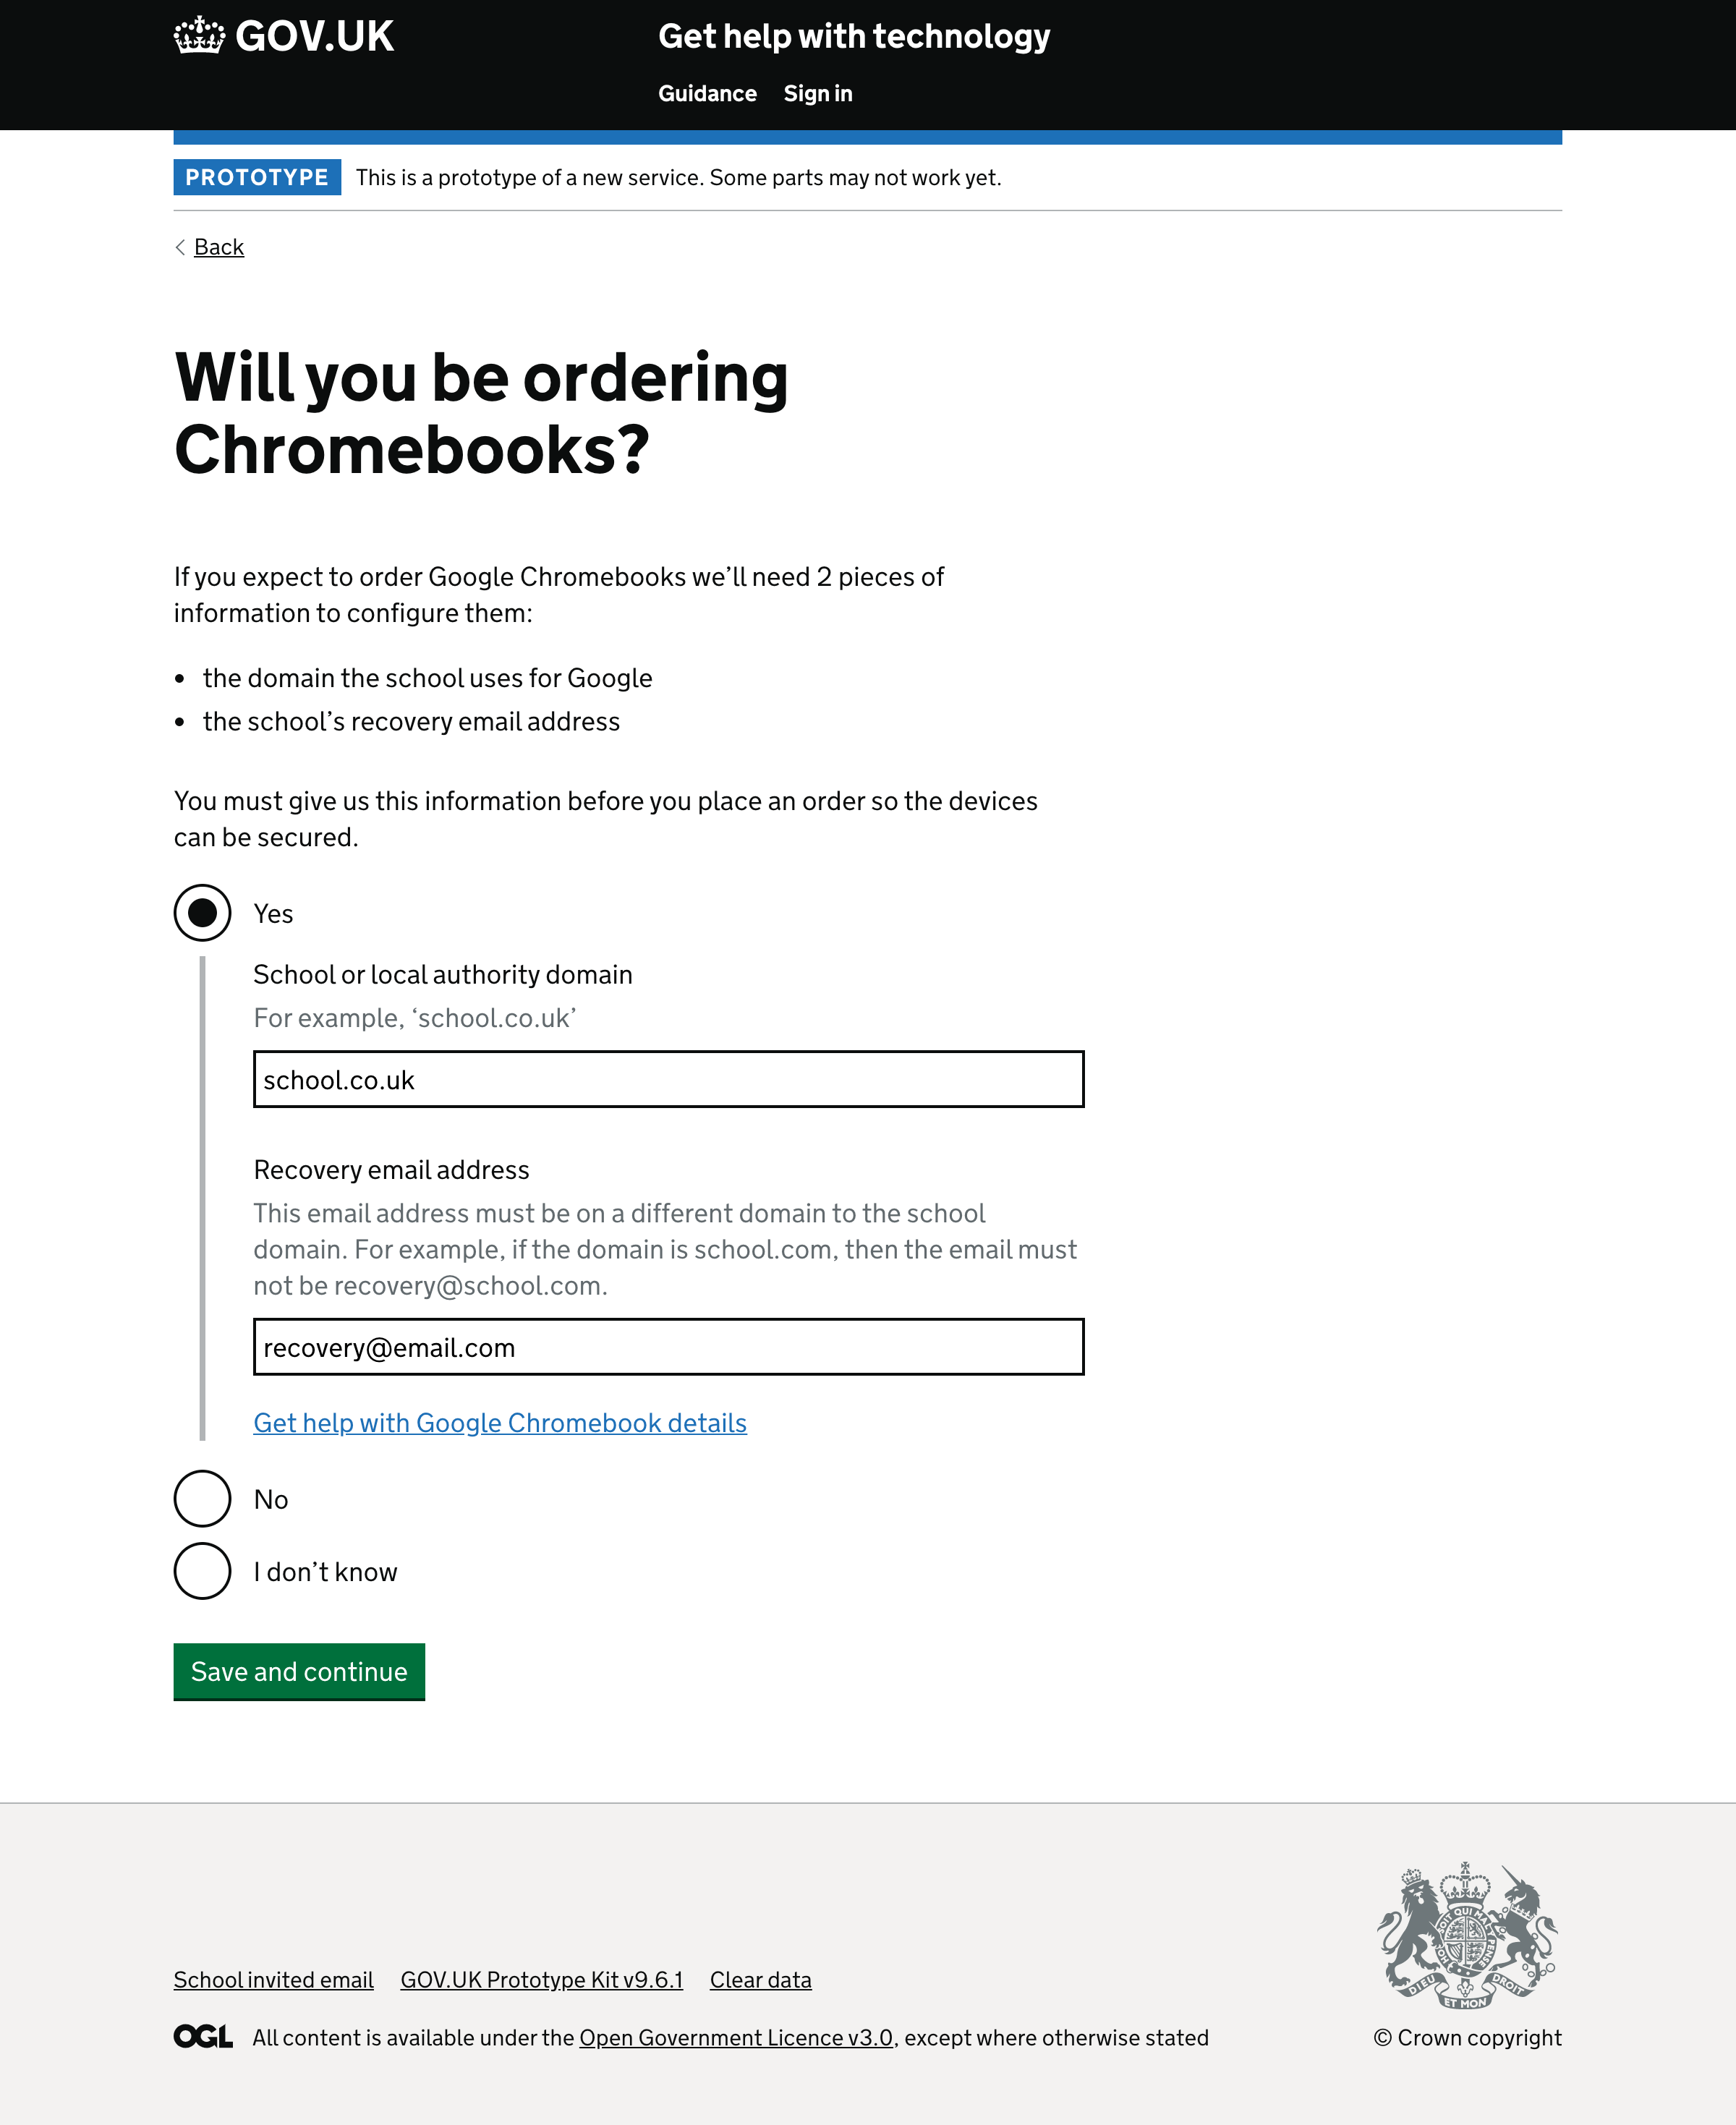 GOV.UK
Get help with technology
Guidance Sign in
PROTOTYPE This is a prototype of a new service. Some parts may not work yet.
Back
Will you be ordering
Chromebooks?
If you expect to order Google Chromebooks we’ll need 2 pieces of
information to configure them:
• the domain the school uses for Google
• the school’s recovery email address
You must give us this information before you place an order so the devices
can be secured.
Yes
School or local authority domain
For example, ‘school.co.uk’
school.co.uk
Recovery email address
This email address must be on a different domain to the school
domain. For example, if the domain is school.com, then the email must
not be recovery@school.com.
recovery@email.com
Get help with Google Chromebook details
No
I don’t know
Save and continue
School invited email GOV.UK Prototype Kit v9.6.1 Clear data
OGL All content is available under the Open Government Licence v3.0, except where otherwise stated
DIEU ET MON DROIT
© Crown copyright